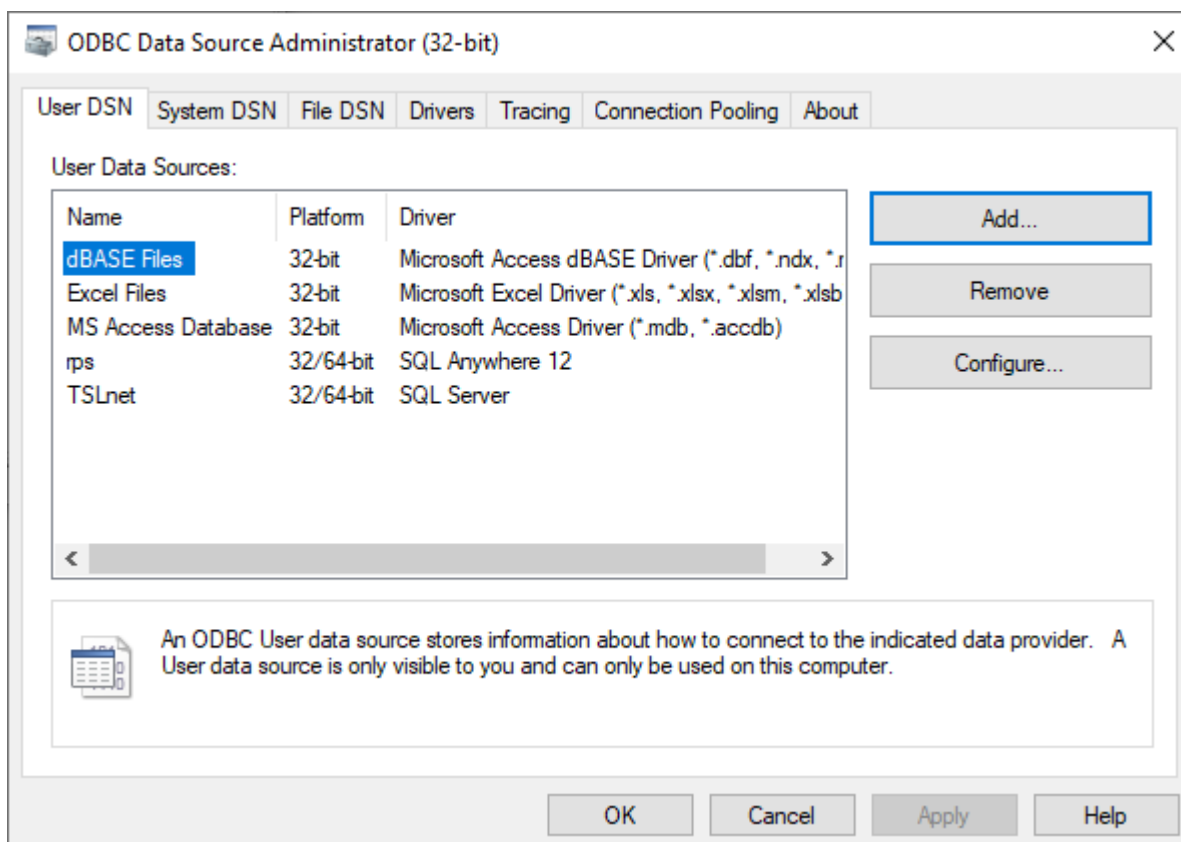 ODBC Data Source Administrator (32-bit)
User DSN System DSN File DSN Drivers Tracing Connection Pooling About
User Data Sources:
Name Platform Driver
dBASE Files 32-bit Microsoft Access dBASE Driver (*.dbf, *.ndx, *.
Excel Files 32-bit Microsoft Excel Driver (*.xls, *.xlsx, *.xlsm, *.xlsb
MS Access Database 32-bit Microsoft Access Driver (*.mdb, *.accdb)
rps 32/64-bit SQL Anywhere 12
TSLnet 32/64-bit SQL Server
Add...
Remove
Configure...
An ODBC User data source stores information about how to connect to the indicated data provider. A
User data source is only visible to you and can only be used on this computer.
OK Cancel Apply Help